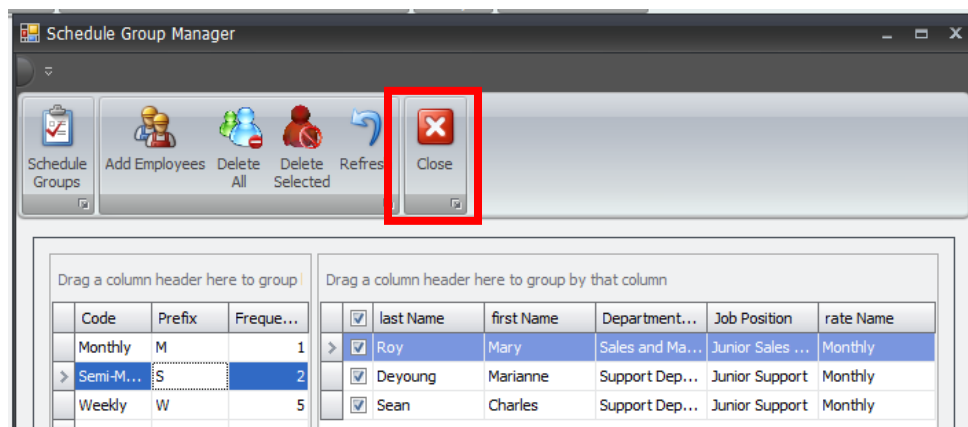 Schedule Group Manager
Schedule Groups
Add Employees
Delete All
Delete Selected
Refres
Close
Drag a column header here to group
Drag a column header here to group by that column
Code Prefix Freque...
Monthly M 1
Semi-M... S 2
Weekly W 5
last Name first Name Department... Job Position rate Name
Roy Mary Sales and Ma... Junior Sales ... Monthly
Deyoung Marianne Support Dep... Junior Support Monthly
Sean Charles Support Dep... Junior Support Monthly